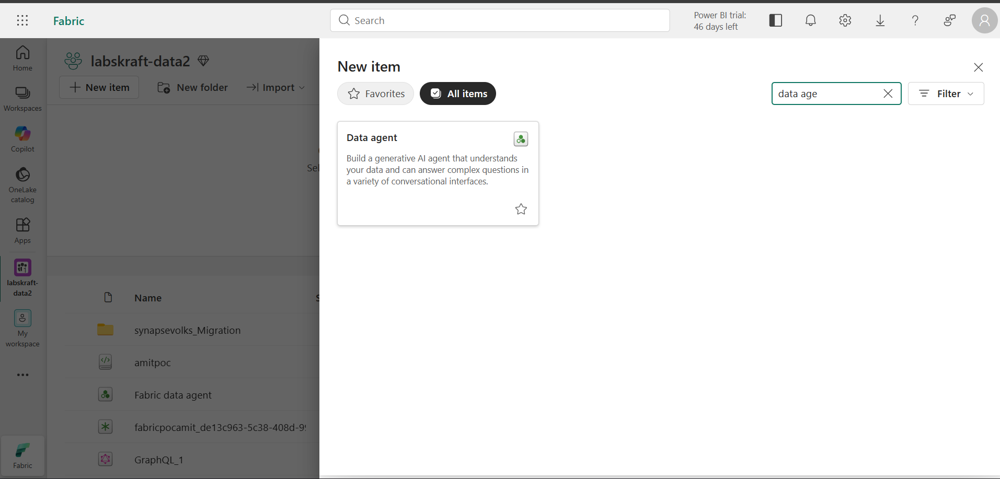 Fabric
Search
Power BI trial:
46 days left
Home
Workspaces
Copilot
OneLake
catalog
Apps
labskraft-
data2
My
workspace
Fabric
labskraft-data2
New item
New folder
Import
Sel
Name
synapsevolks_Migration
amitpoc
Fabric data agent
fabricpocamit_de13c963-5c38-408d-99
GraphQL_1
New item
Favorites
All items
data age
Filter
Data agent
Build a generative AI agent that understands
your data and can answer complex questions in
a variety of conversational interfaces.